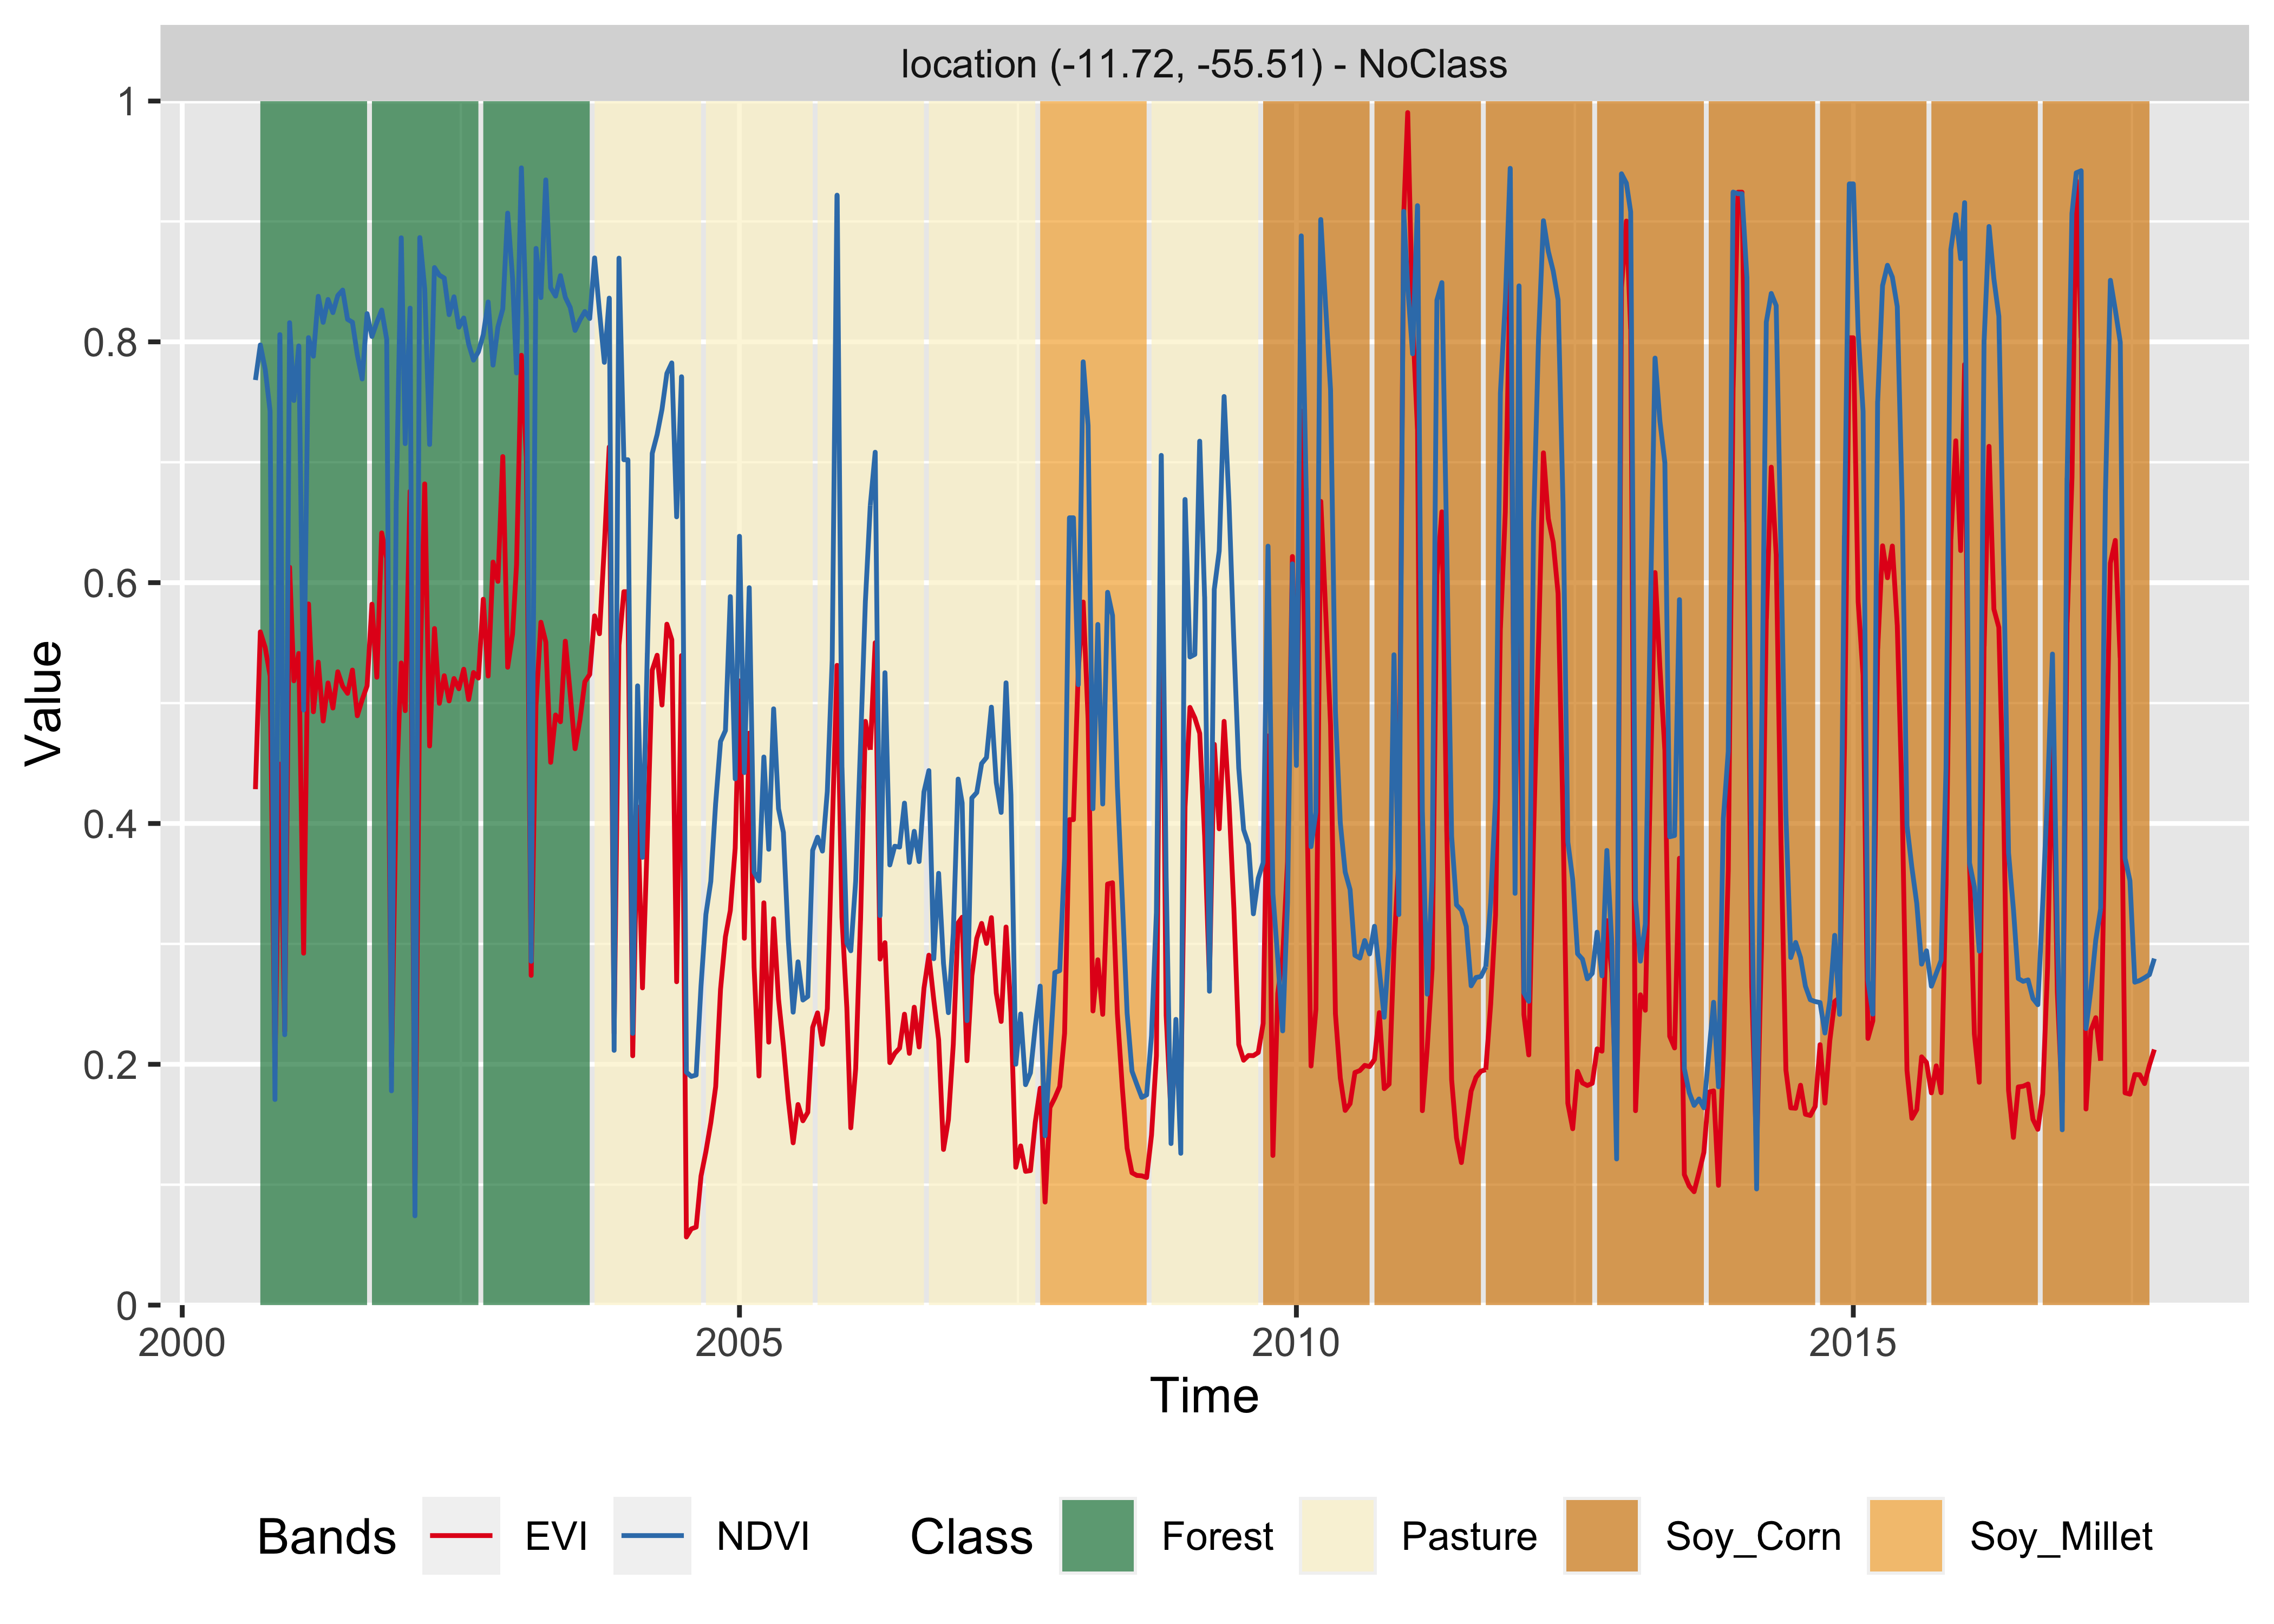 location (-11.72, -55.51) - NoClass
1
0.8
0.6
0.4
0.2
0
Value
2000 2005 2010 2015
Time
Bands EVI NDVI Class Forest Pasture Soy_Corn Soy_Millet